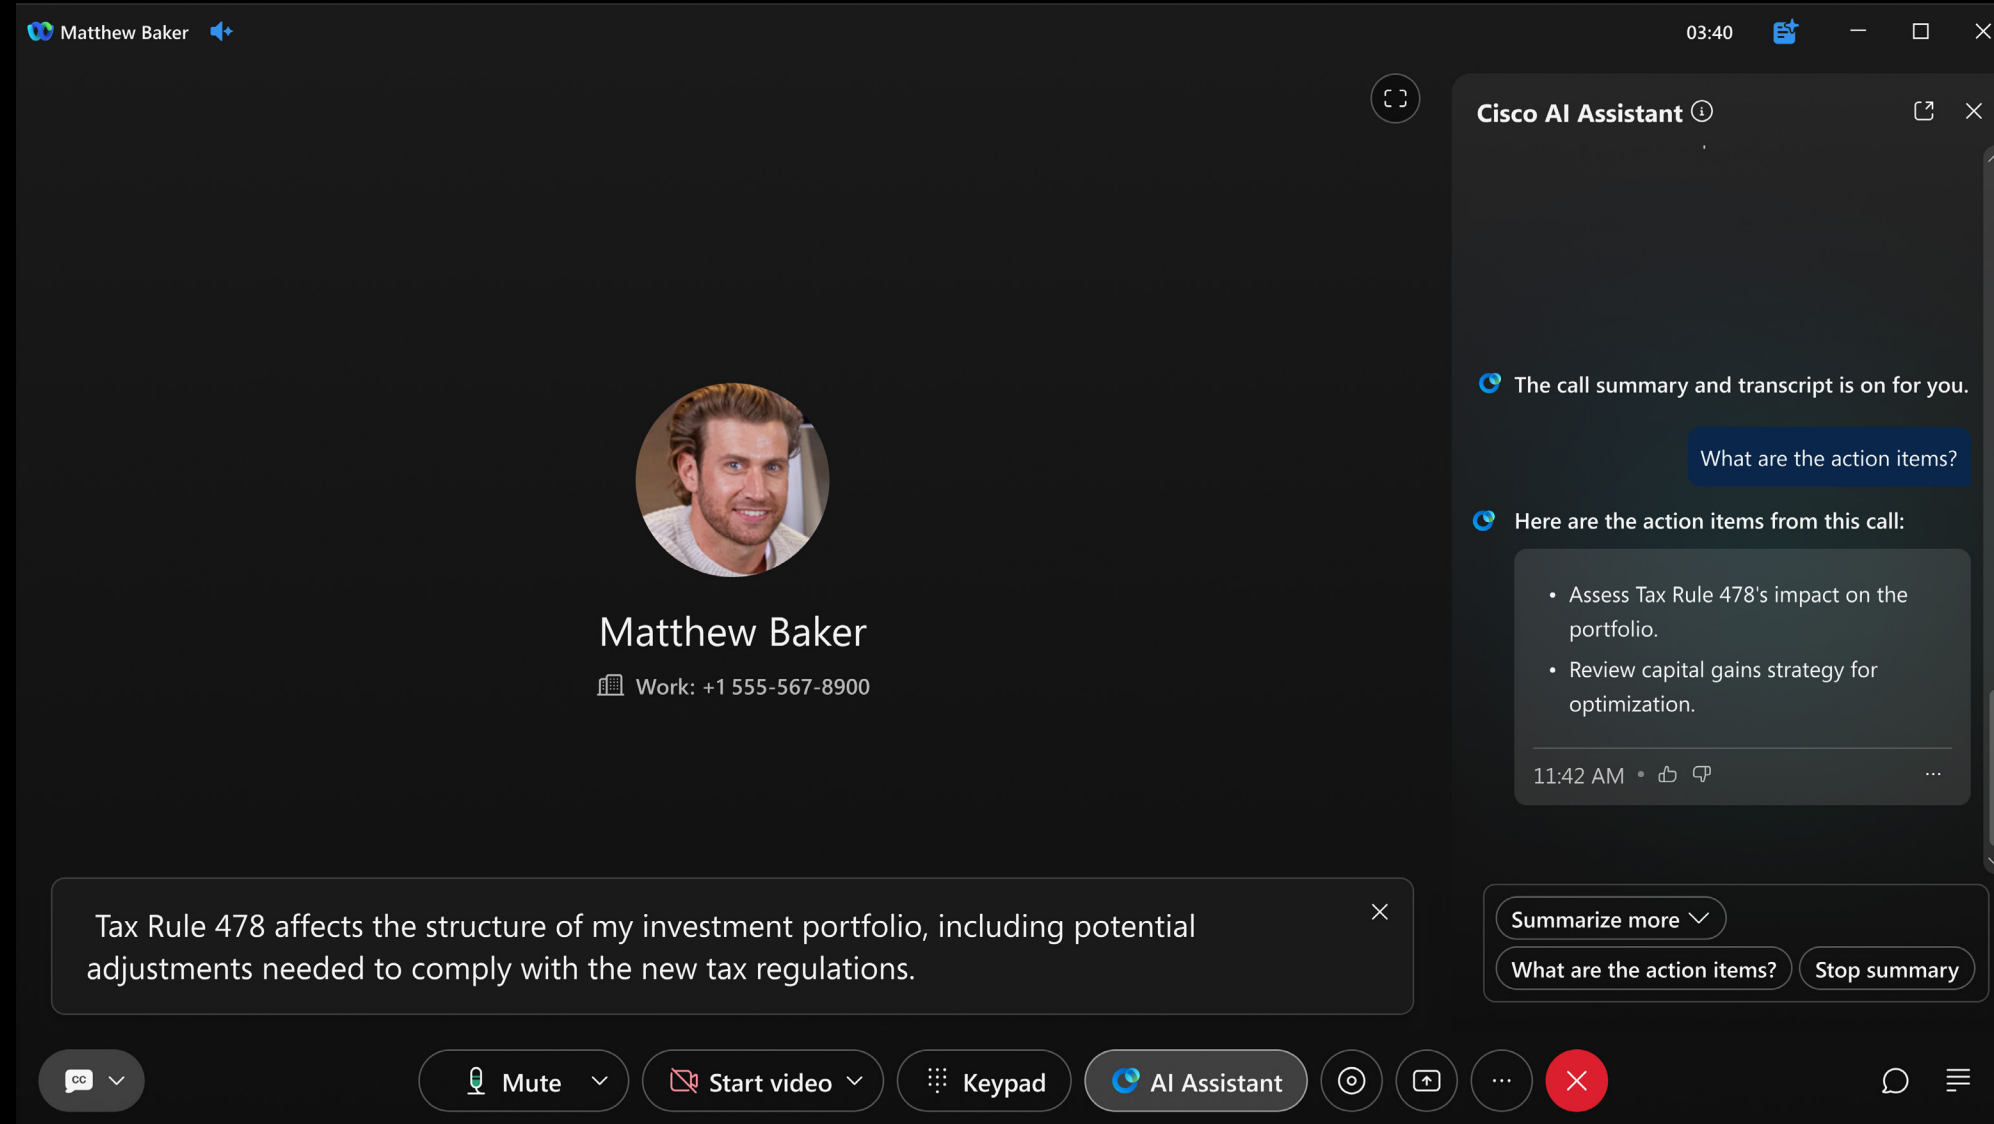 Matthew Baker
03:40
Cisco AI Assistant
The call summary and transcript is on for you.
What are the action items?
Here are the action items from this call:
• Assess Tax Rule 478's impact on the
portfolio.
• Review capital gains strategy for
optimization.
11:42 AM •
Matthew Baker
Work: +1 555-567-8900
Tax Rule 478 affects the structure of my investment portfolio, including potential
adjustments needed to comply with the new tax regulations.
Summarize more
What are the action items?
Stop summary
CC
Mute
Start video
Keypad
AI Assistant